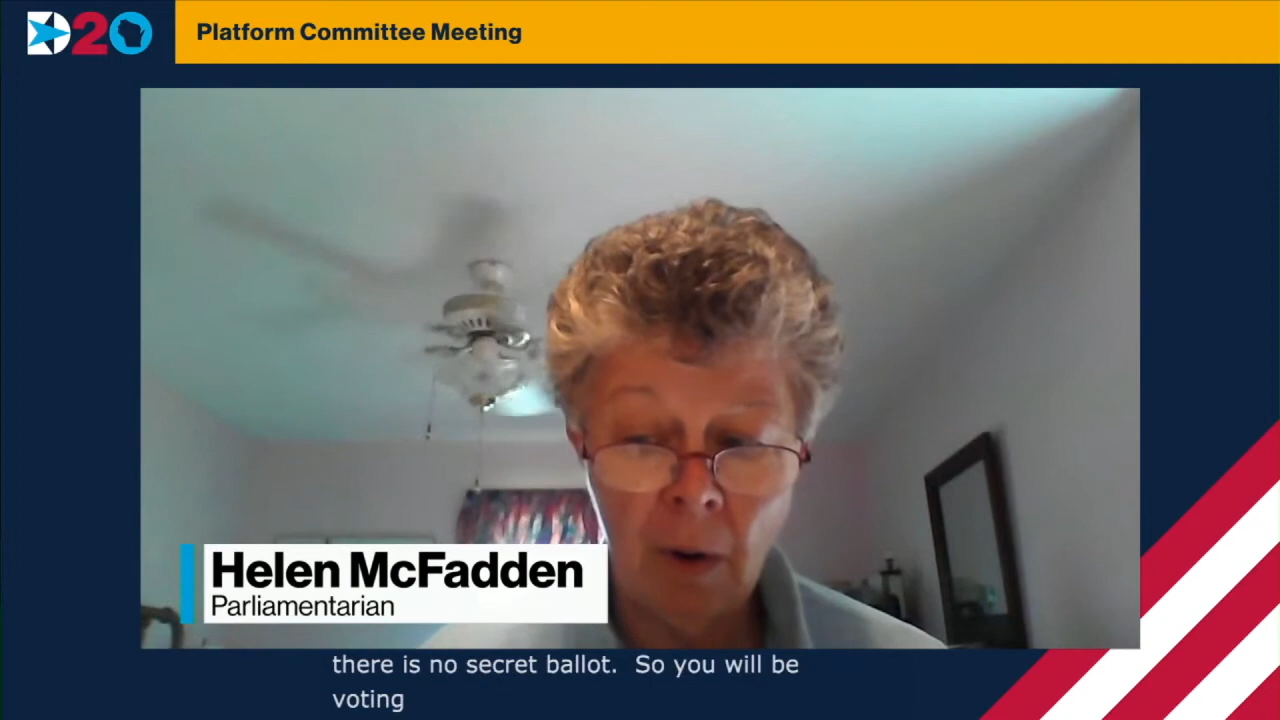 D20
Platform Committee Meeting
Helen McFadden
Parliamentarian
there is no secret ballot.  So you will be
voting